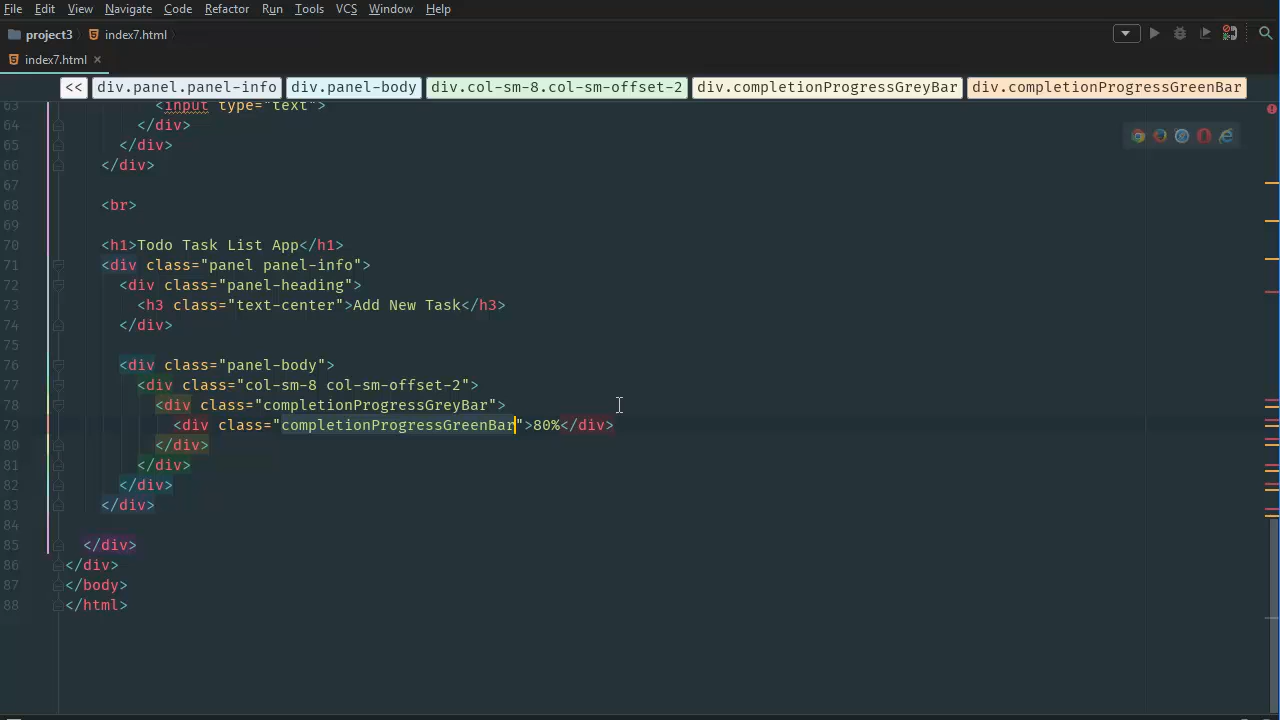 File Edit View Navigate Code Refactor Run Tools VCS Window Help
project3 index7.html
index7.html ×
<< div.panel.panel-info div.panel-body div.col-sm-8.col-sm-offset-2 div.completionProgressGreyBar div.completionProgressGreenBar
63 <input type="text">
64 </div>
65 </div>
66 </div>
67
68 <br>
69
70 <h1>Todo Task List App</h1>
71 <div class="panel panel-info">
72 <div class="panel-heading">
73 <h3 class="text-center">Add New Task</h3>
74 </div>
75
76 <div class="panel-body">
77 <div class="col-sm-8 col-sm-offset-2">
78 <div class="completionProgressGreyBar">
79 <div class="completionProgressGreenBar">80%</div>
80 </div>
81 </div>
82 </div>
83 </div>
84
85 </div>
86 </div>
87 </body>
88 </html>